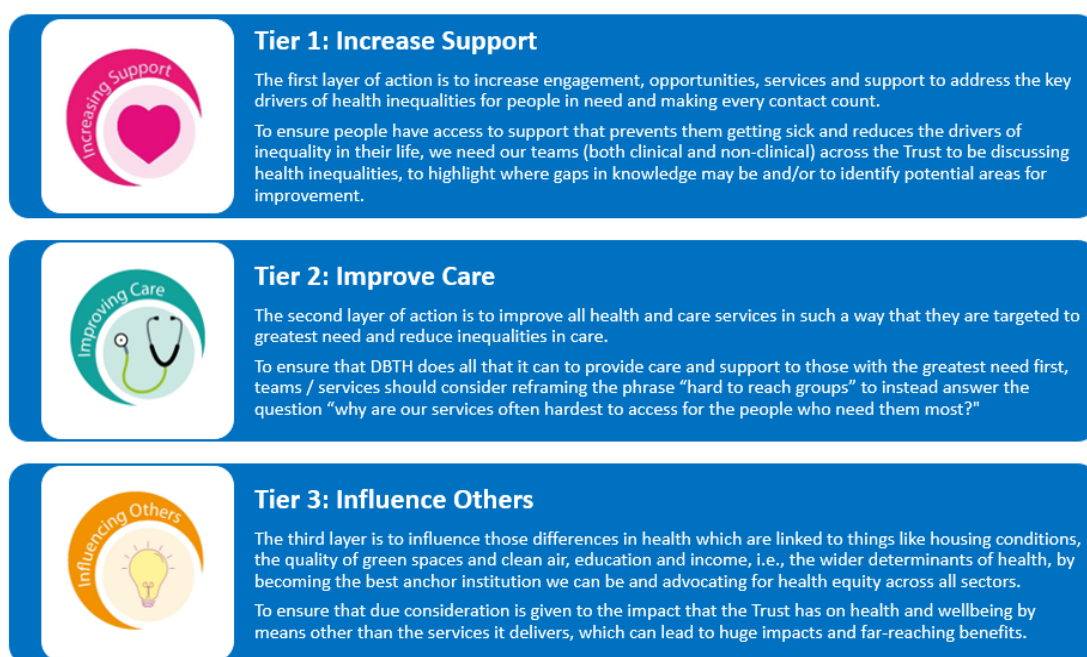 Increasing Support
Tier 1: Increase Support
The first layer of action is to increase engagement, opportunities, services and support to address the key
drivers of health inequalities for people in need and making every contact count.
To ensure people have access to support that prevents them getting sick and reduces the drivers of
inequality in their life, we need our teams (both clinical and non-clinical) across the Trust to be discussing
health inequalities, to highlight where gaps in knowledge may be and/or to identify potential areas for
improvement.
Improving Care
Tier 2: Improve Care
The second layer of action is to improve all health and care services in such a way that they are targeted to
greatest need and reduce inequalities in care.
To ensure that DBTH does all that it can to provide care and support to those with the greatest need first,
teams / services should consider reframing the phrase “hard to reach groups” to instead answer the
question “why are our services often hardest to access for the people who need them most?"
Influencing Others
Tier 3: Influence Others
The third layer is to influence those differences in health which are linked to things like housing conditions,
the quality of green spaces and clean air, education and income, i.e., the wider determinants of health, by
becoming the best anchor institution we can be and advocating for health equity across all sectors.
To ensure that due consideration is given to the impact that the Trust has on health and wellbeing by
means other than the services it delivers, which can lead to huge impacts and far-reaching benefits.